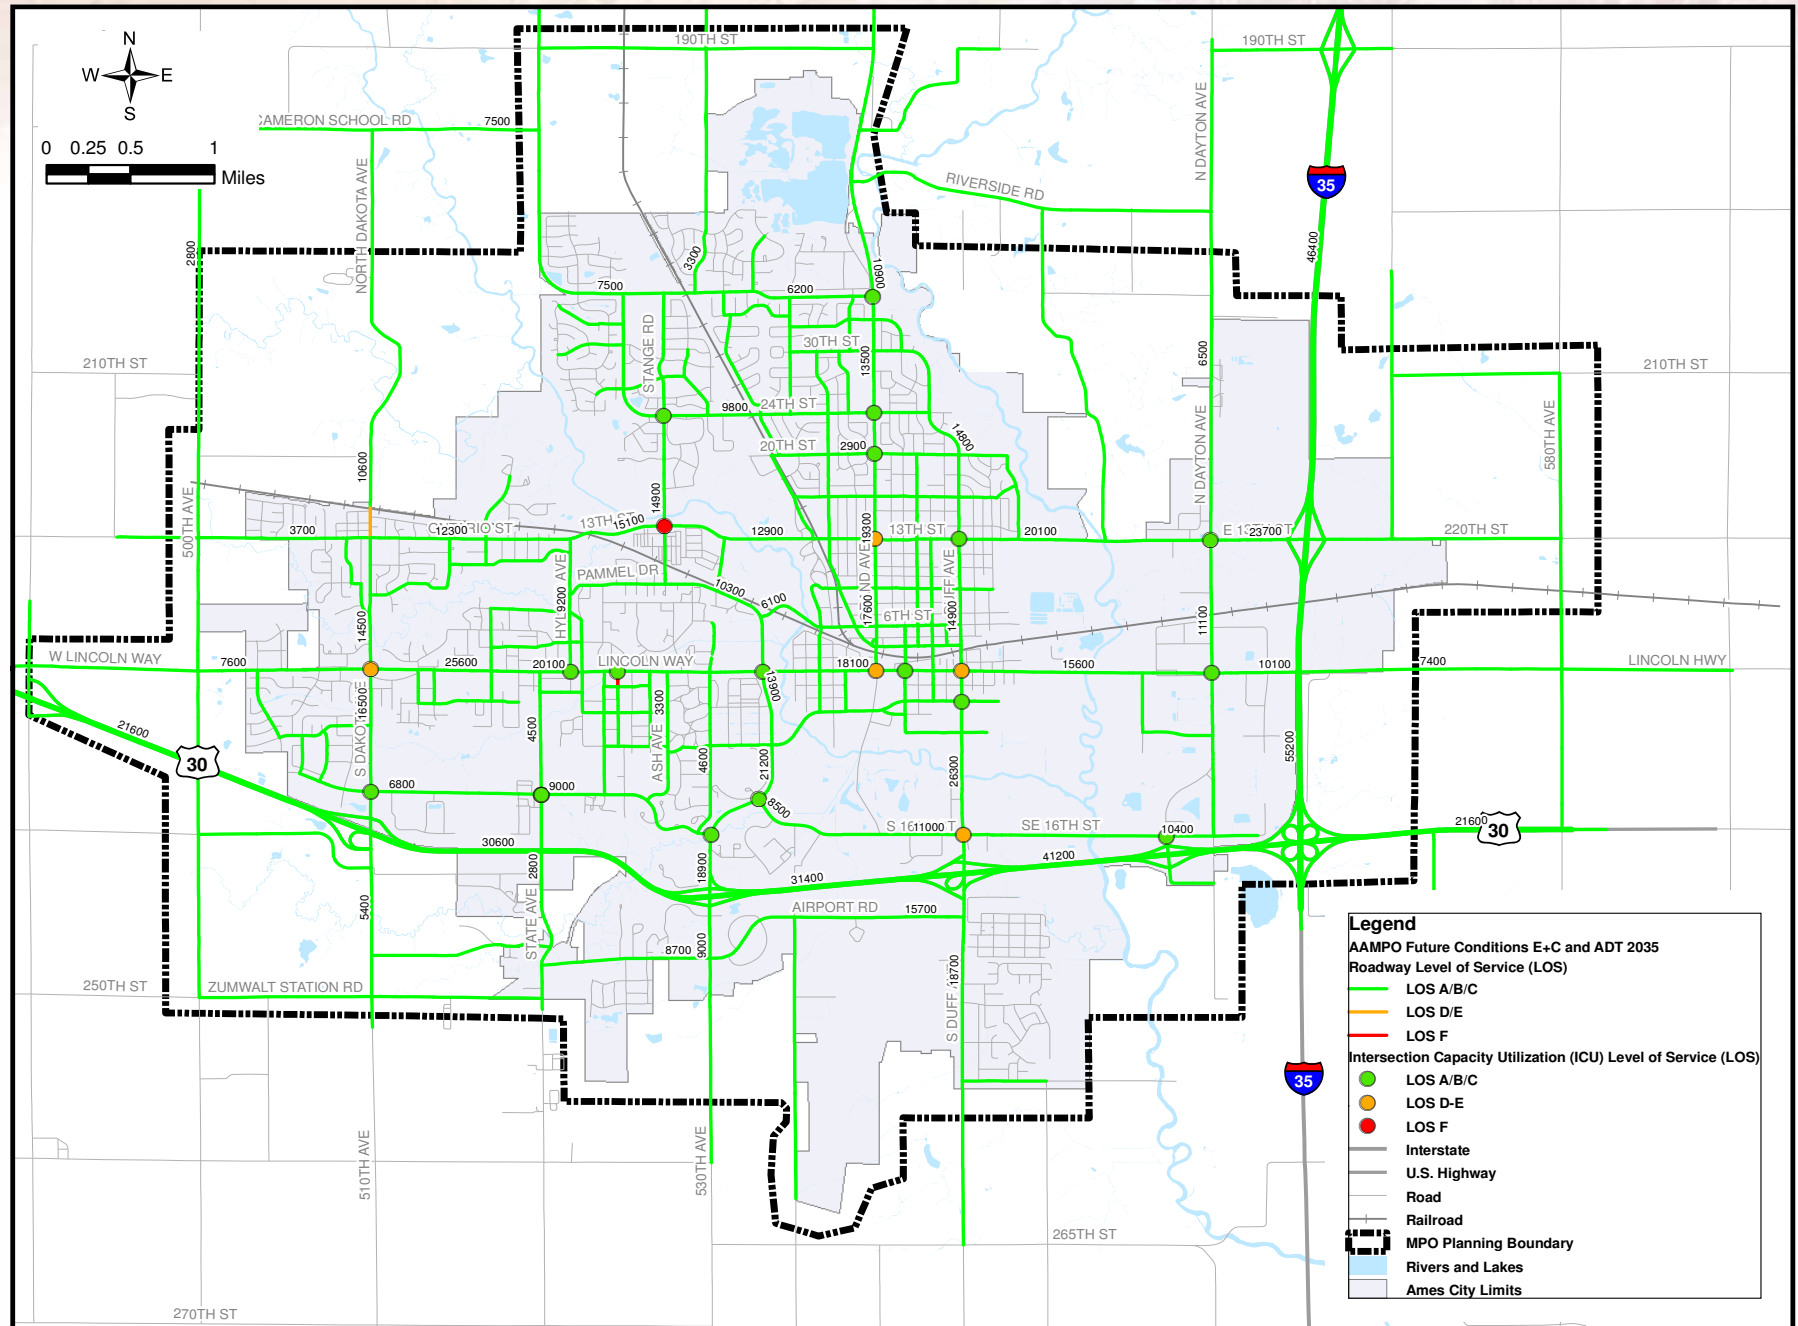 190TH ST
190TH ST
N
W E
S
CAMERON SCHOOL RD
7500
0 0.25 0.5 1
Miles
NORTH DAKOTA AVE
N DAYTON AVE
35
RIVERSIDE RD
2800
3300
10900
46400
7500
6200
STANGE RD
30TH ST
13500
6500
210TH ST
210TH ST
9800
24TH ST
14800
20TH ST
2900
N DAYTON AVE
580TH AVE
10600
500TH AVE
14900
3700
12300
13TH ST
15100
12900
19300
13TH ST
20100
23700
220TH ST
PAMMEL DR
9200
10300
6100
17600
14900
6TH ST
11100
14500
W LINCOLN WAY
7600
25600
20100
LINCOLN WAY
18100
15600
10100
7400
LINCOLN HWY
13900
16500
4500
3300
ASH AVE
4600
21200
26300
55200
21600
30
6800
9000
8500
11000
SE 16TH ST
10400
21600
30
30600
2800
18900
31400
41200
5400
STATE AVE
AIRPORT RD
15700
8700
9000
18700
250TH ST
ZUMWALT STATION RD
S DUFF
35
510TH AVE
530TH AVE
265TH ST
270TH ST
Legend
AAMPO Future Conditions E+C and ADT 2035
Roadway Level of Service (LOS)
LOS A/B/C
LOS D/E
LOS F
Intersection Capacity Utilization (ICU) Level of Service (LOS)
LOS A/B/C
LOS D-E
LOS F
Interstate
U.S. Highway
Road
Railroad
MPO Planning Boundary
Rivers and Lakes
Ames City Limits